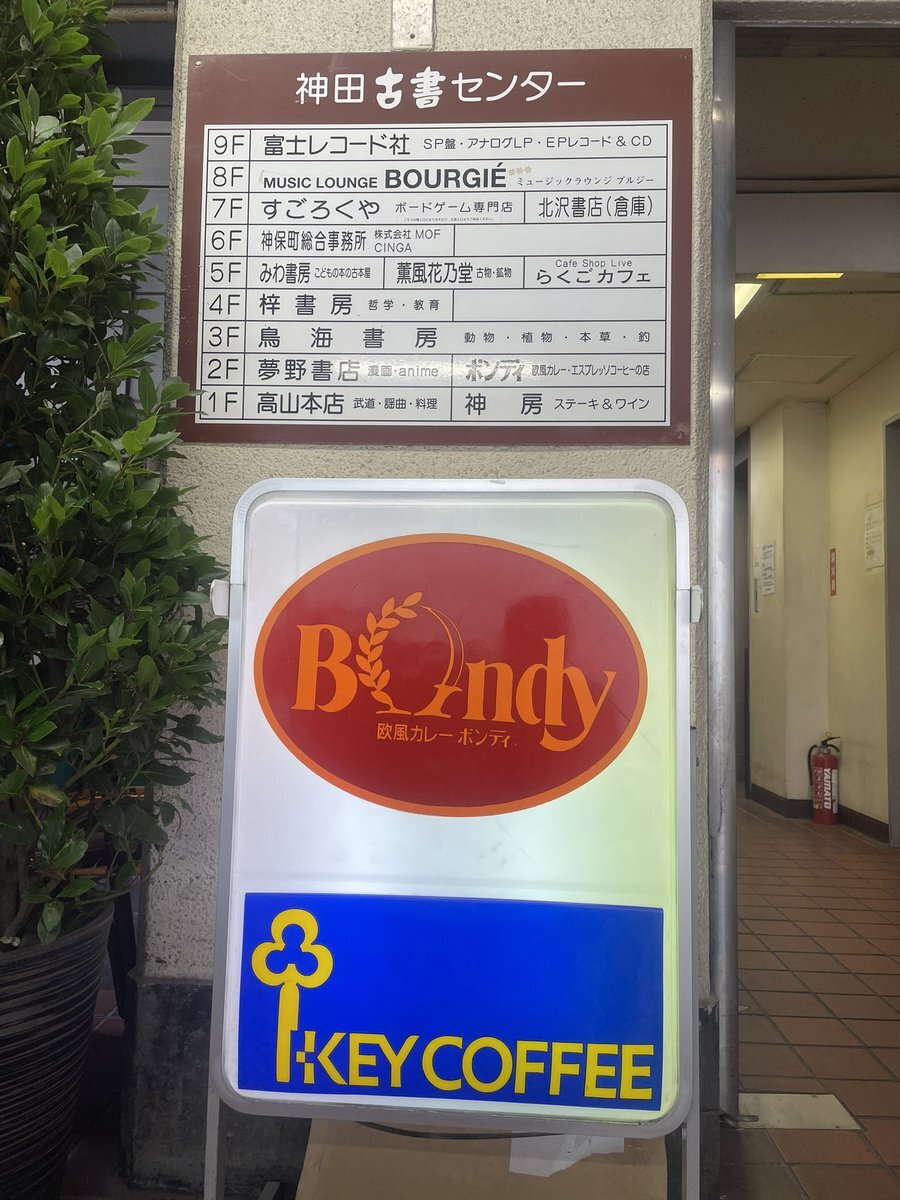 神田古書センター
9F 富士レコード社 SP盤・アナログLP・EPレコード & CD
8F MUSIC LOUNGE BOURGIÉ ミュージックラウンジ ブルジー
7F すごろくや ボードゲーム専門店 北沢書店(倉庫)
6F 神保町総合事務所 株式会社 MOF CINGA
5F みわ書房 こどもの本の古本屋 薫風花乃堂 古物・鉱物 Cafe Shop Live らくごカフェ
4F 梓書房 哲学・教育
3F 鳥海書房 動物・植物・本草・釣
2F 夢野書店 漫画・anime ボンディ 欧風カレー・エスプレッソコーヒーの店
1F 高山本店 武道・謡曲・料理 神房 ステーキ & ワイン
Bondy
欧風カレー ボンディ
KEY COFFEE
YAMATO